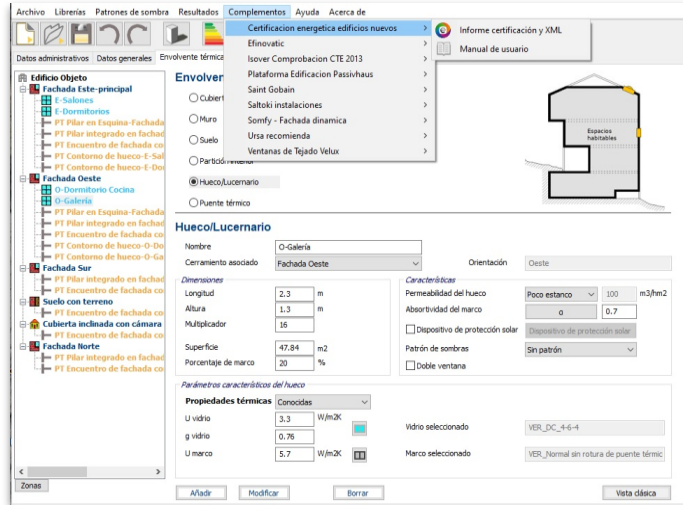 Archivo Librerías Patrones de sombra Resultados Complementos Ayuda Acerca de
Certificacion energetica edificios nuevos >
Informe certificación y XML
Efinovatic >
Manual de usuario
Isover Comprobacion CTE 2013 >
Plataforma Edificacion Passivhaus >
Saint Gobain >
Saltoki instalaciones >
Somfy - Fachada dinamica >
Ursa recomienda >
Ventanas de Tejado Velux >
Datos administrativos Datos generales Envolvente térmica
Edificio Objeto
Fachada Este-principal
E-Salones
E-Dormitorios
PT Pilar en Esquina-Fachada
PT Pilar integrado en fachad
PT Encuentro de fachada co
PT Contorno de hueco-E-Sal
PT Contorno de hueco-E-Dor
Fachada Oeste
O-Dormitorio Cocina
O-Galería
PT Pilar en Esquina-Fachada
PT Pilar integrado en fachad
PT Encuentro de fachada co
PT Contorno de hueco-O-Do
PT Contorno de hueco-O-Ga
Fachada Sur
PT Pilar integrado en fachad
PT Encuentro de fachada co
Suelo con terreno
PT Encuentro de fachada co
Cubierta inclinada con cámara
PT Encuentro de fachada co
Fachada Norte
PT Pilar integrado en fachad
PT Encuentro de fachada co
Zonas
Envolven
Cubiert
Muro
Suelo
Partición interior
Hueco/Lucernario
Puente térmico
Espacios
habitables
Hueco/Lucernario
Nombre O-Galería
Cerramiento asociado Fachada Oeste Orientación Oeste
Dimensiones
Longitud 2.3 m
Altura 1.3 m
Multiplicador 16
Superficie 47.84 m2
Porcentaje de marco 20 %
Características
Permeabilidad del hueco Poco estanco 100 m3/hm2
Absortividad del marco α 0.7
Dispositivo de protección solar Dispositivo de protección solar
Patrón de sombras Sin patrón
Doble ventana
Parámetros característicos del hueco
Propiedades térmicas Conocidas
U vidrio 3.3 W/m2K
g vidrio 0.76
U marco 5.7 W/m2K
Vidrio seleccionado VER_DC_4-6-4
Marco seleccionado VER_Normal sin rotura de puente térmic
Añadir Modificar Borrar Vista clásica